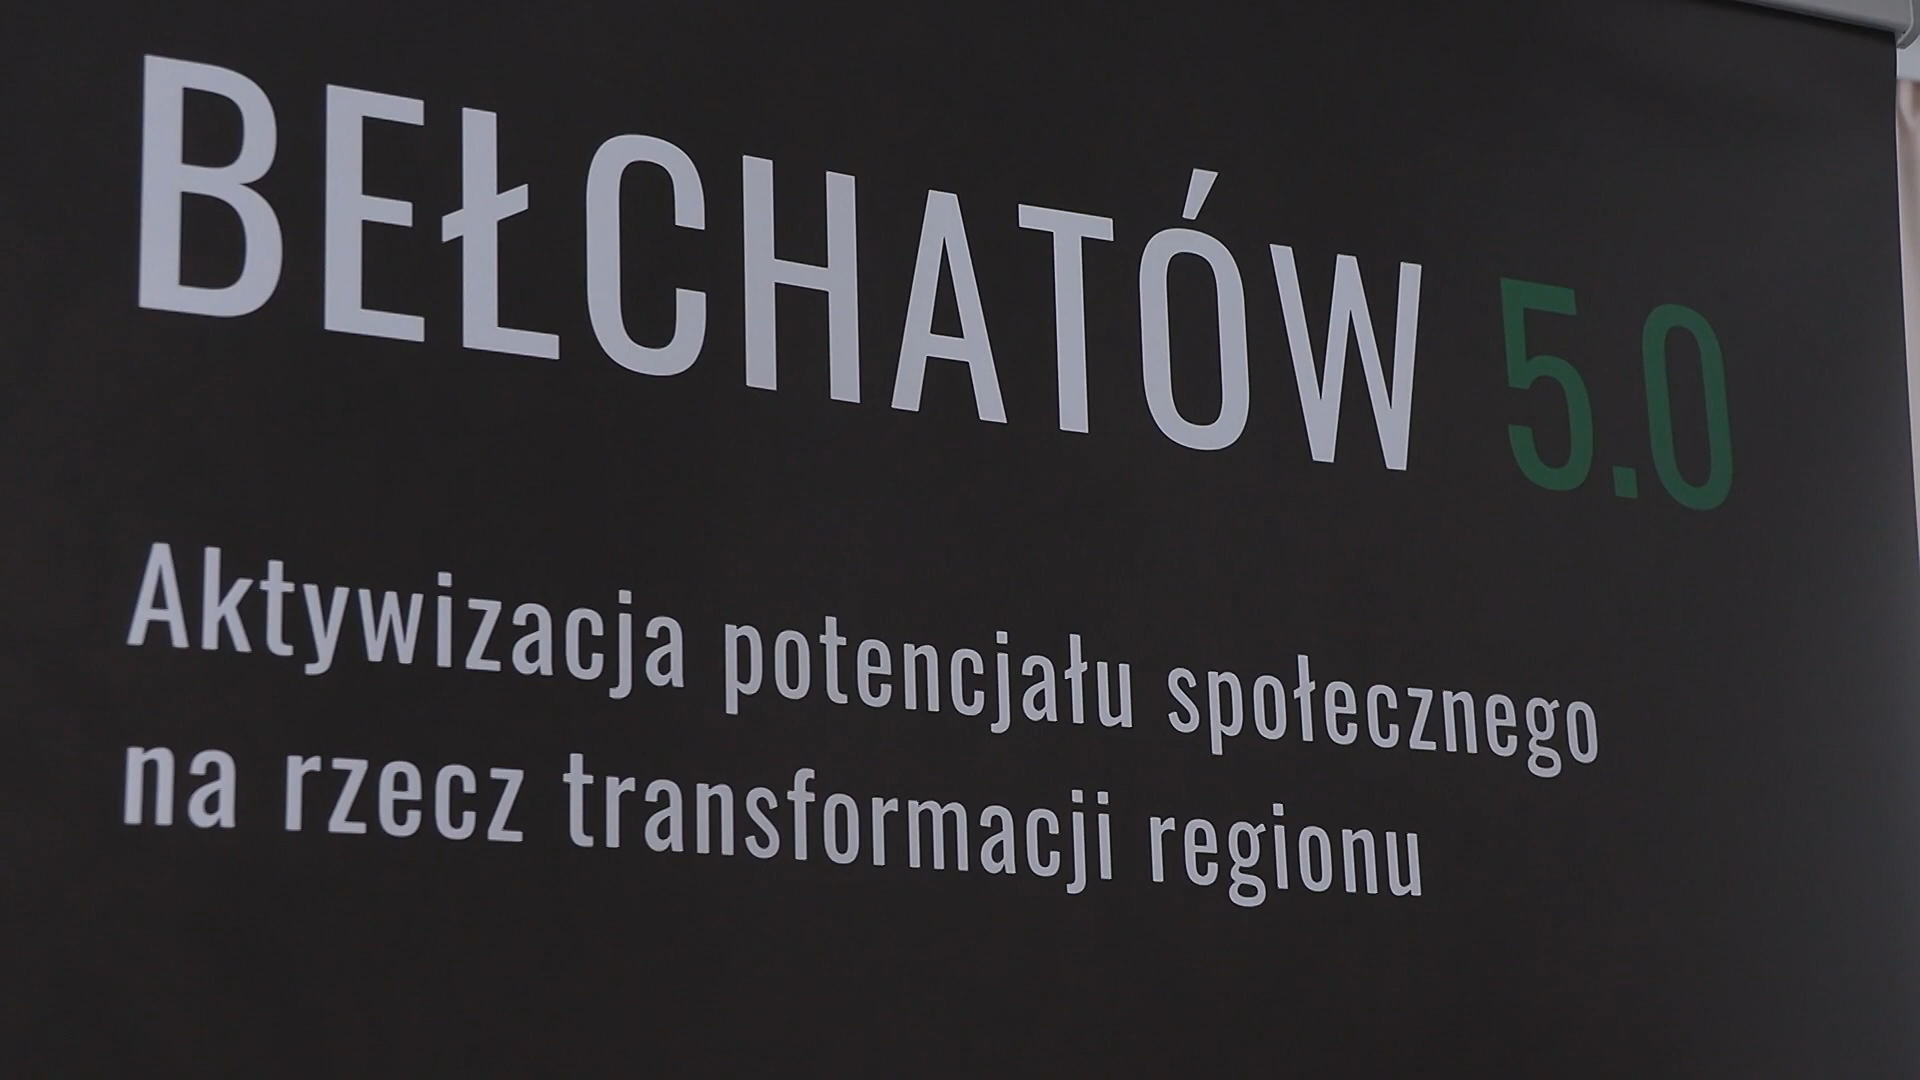 BEŁCHATÓW 5.0
Aktywizacja potencjału społecznego
na rzecz transformacji regionu